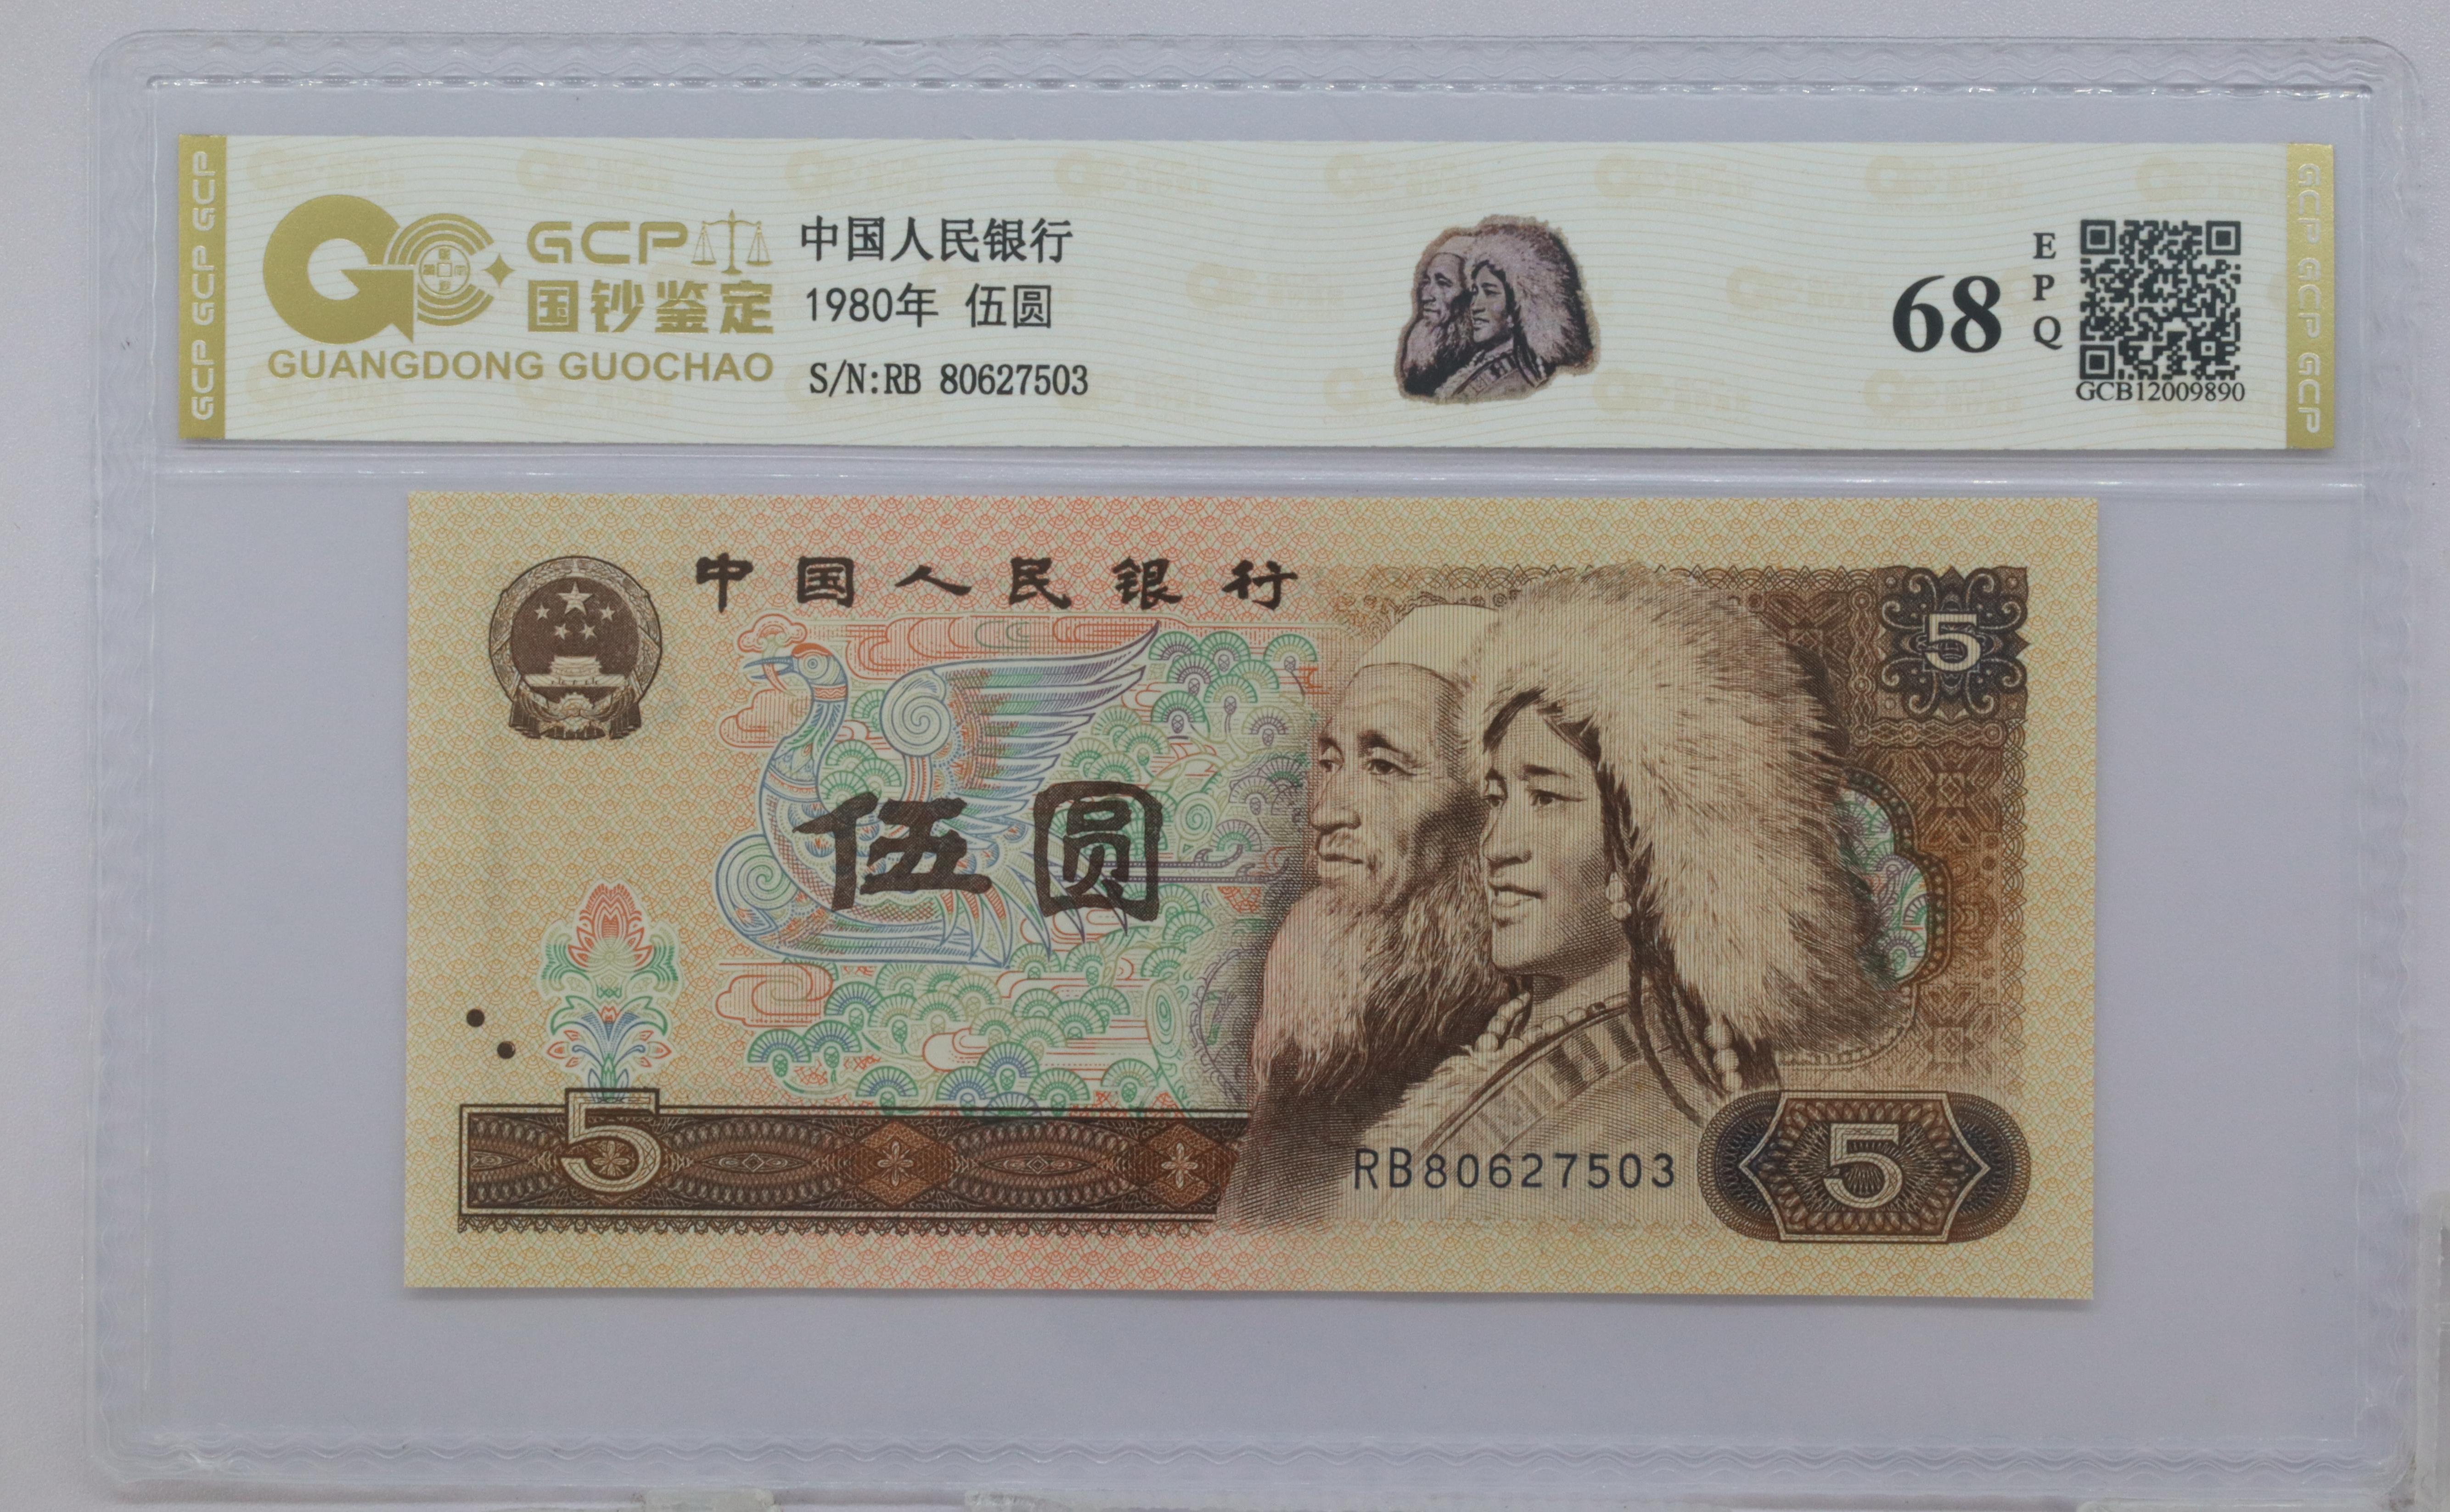 GCP GCP GCP
GCP
国钞鉴定
GUANGDONG GUOCHAO
中国人民银行
1980年 伍圆
S/N:RB 80627503
68
E
P
Q
GCB12009890
GCP GCP GCP
中国人民银行
5
伍圆
5
RB80627503
5